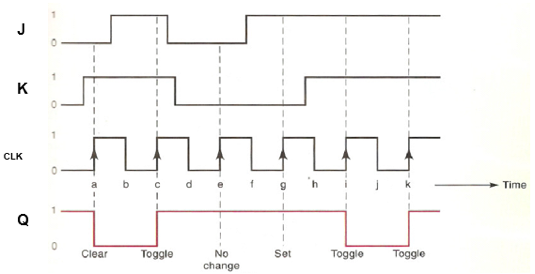 J 1 0
K 1 0
CLK 1 0
a b c d e f g h i j k Time
Q 1 0
Clear Toggle No change Set Toggle Toggle